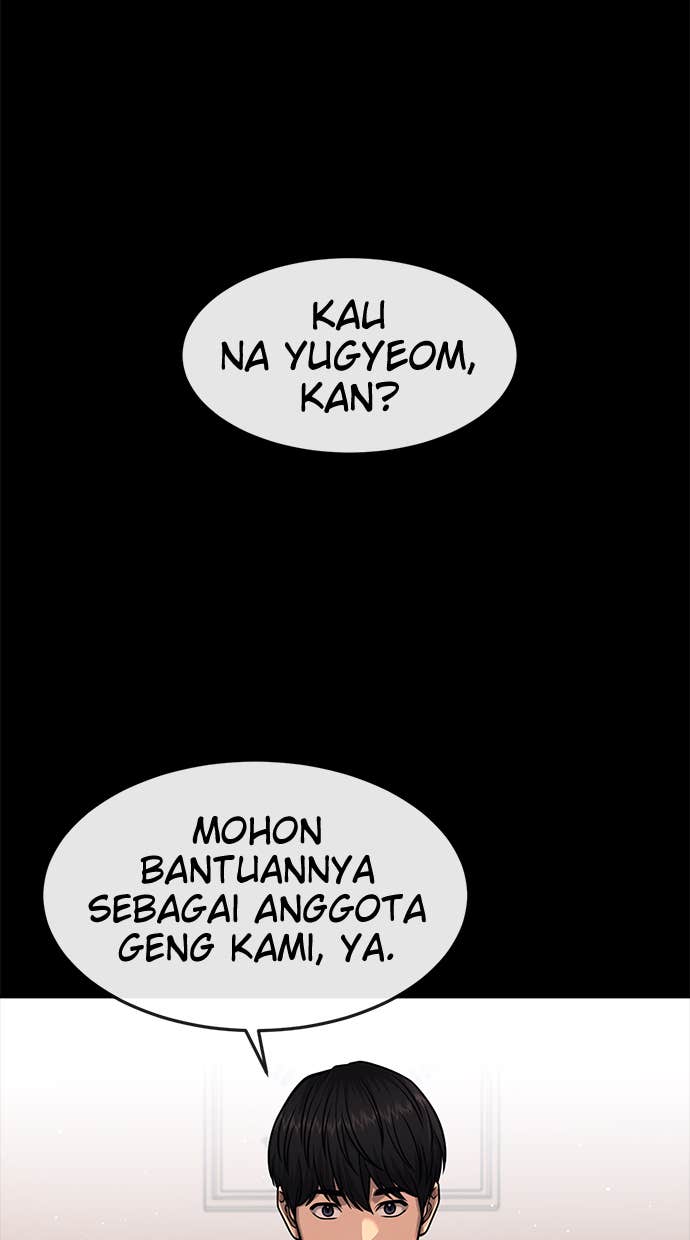 KAU
NA YUGYEOM,
KAN?
MOHON
BANTUANNYA
SEBAGAI ANGGOTA
GENG KAMI, YA.